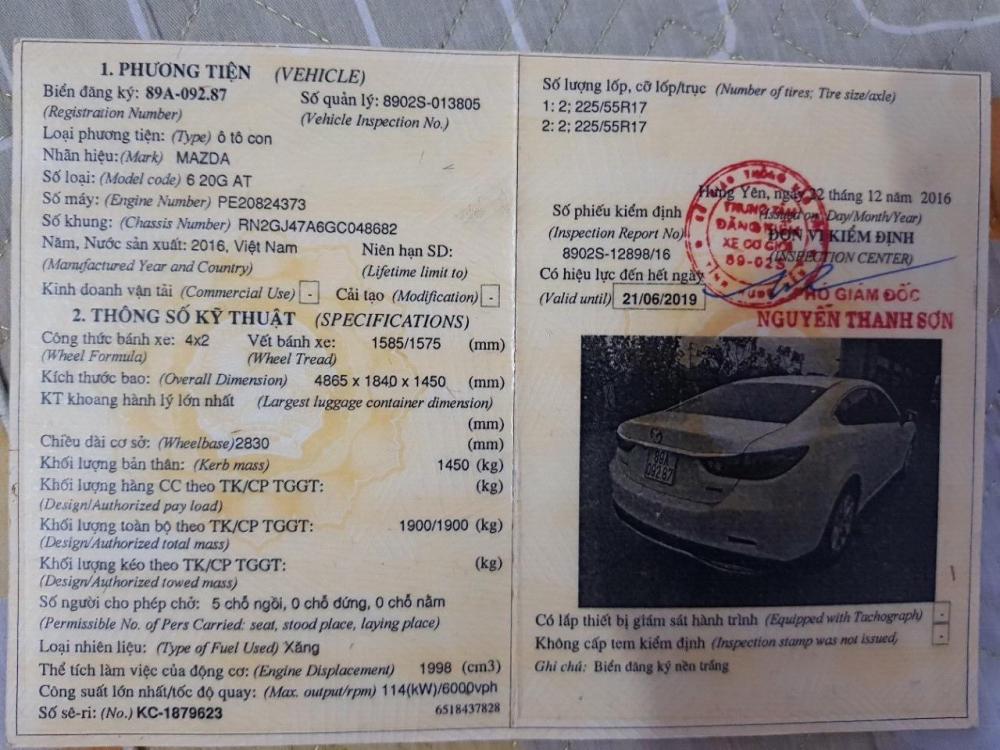 1. PHƯƠNG TIỆN (VEHICLE)
Biển đăng ký: 89A-092.87
Số quản lý: 8902S-013805
(Registration Number)
(Vehicle Inspection No.)
Loại phương tiện: (Type) ô tô con
Nhãn hiệu: (Mark) MAZDA
Số loại: (Model code) 6 20G AT
Số máy: (Engine Number) PE20824373
Số khung: (Chassis Number) RN2GJ47A6GC048682
Năm, Nước sản xuất: 2016, Việt Nam
Niên hạn SD:
(Manufactured Year and Country)
(Lifetime limit to)
Kinh doanh vận tải (Commercial Use) - Cải tạo (Modification) -
2. THÔNG SỐ KỸ THUẬT (SPECIFICATIONS)
Công thức bánh xe: 4x2 Vết bánh xe: 1585/1575 (mm)
(Wheel Formula) (Wheel Tread)
Kích thước bao: (Overall Dimension) 4865 x 1840 x 1450 (mm)
KT khoang hành lý lớn nhất (Largest luggage container dimension)
(mm)
Chiều dài cơ sở: (Wheelbase) 2830 (mm)
Khối lượng bản thân: (Kerb mass) 1450 (kg)
Khối lượng hàng CC theo TK/CP TGGT: (kg)
(Design/Authorized pay load)
Khối lượng toàn bộ theo TK/CP TGGT: 1900/1900 (kg)
(Design/Authorized total mass)
Khối lượng kéo theo TK/CP TGGT: (kg)
(Design/Authorized towed mass)
Số người cho phép chở: 5 chỗ ngồi, 0 chỗ đứng, 0 chỗ nằm
(Permissible No. of Pers Carried: seat, stood place, laying place)
Loại nhiên liệu: (Type of Fuel Used) Xăng
Thể tích làm việc của động cơ: (Engine Displacement) 1998 (cm3)
Công suất lớn nhất/tốc độ quay: (Max. output/rpm) 114(kW)/6000vph
Số sê-ri: (No.) KC-1879623
6518437828
Số lượng lốp, cỡ lốp/trục (Number of tires; Tire size/axle)
1: 2; 225/55R17
2: 2; 225/55R17
Hưng Yên, ngày 22 tháng 12 năm 2016
(Issued on: Day/Month/Year)
Số phiếu kiểm định
ĐƠN VỊ KIỂM ĐỊNH
(Inspection Report No)
(INSPECTION CENTER)
8902S-12898/16
Có hiệu lực đến hết ngày
(Valid until) 21/06/2019
TRUNG TÂM
ĐĂNG KIỂM
XE CƠ GIỚI
89-02S
PHÓ GIÁM ĐỐC
NGUYỄN THANH SƠN
89A
092.87
Có lắp thiết bị giám sát hành trình (Equipped with Tachograph) -
Không cấp tem kiểm định (Inspection stamp was not issued) -
Ghi chú: Biển đăng ký nền trắng